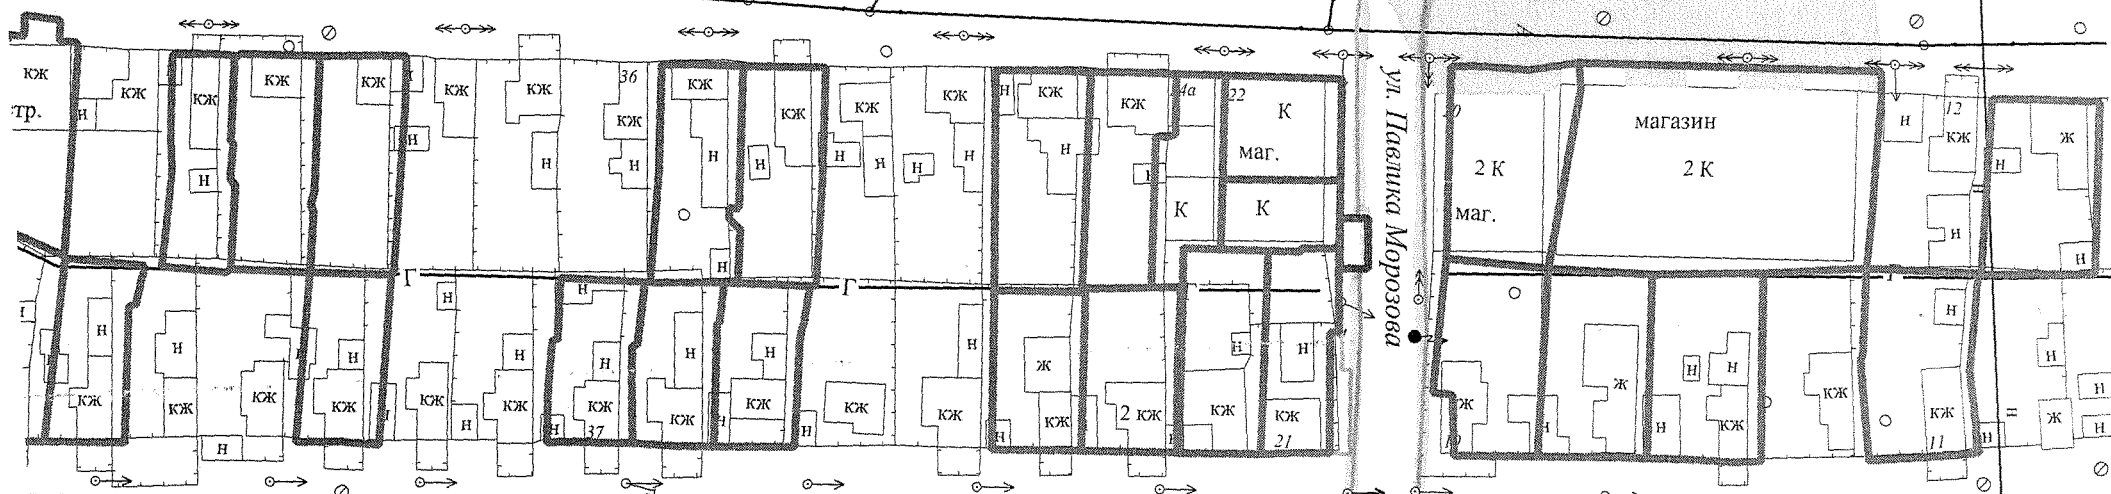 кж
кж
Н
тр.
кж
Н
кж
кж
Н
Н
кж
кж
36
кж
Н
Н
кж
Н
Н
кж
Н
кж
Н
Н
Н
кж
Н
Н
кж
Н
кж
4а
22
К
маг.
К
К
ул. Павлика Морозова
2 К
маг.
магазин
2 К
Н
12
кж
Н
Н
ж
Н
Г
Г
Г
Н
кж
Н
кж
кж
Н
Н
кж
Н
кж
Н
Н
кж
Н
Н
Н
кж
37
Н
кж
Н
Н
кж
кж
Н
кж
Н
ж
кж
2 кж
Н
Н
кж
Н
кж
21
ж
19
Н
ж
Н
Н
Н
кж
кж
Н
кж
11
Н
Н
ж
Н
Н